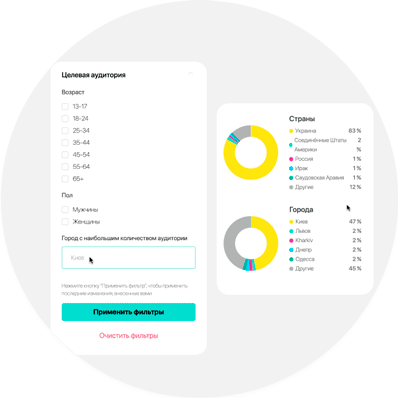 Целевая аудитория
Возраст
13-17
18-24
25-34
35-44
45-54
55-64
65+
Пол
Мужчины
Женщины
Город с наибольшим количеством аудитории
Киев
Нажмите кнопку "Применить фильтр", чтобы применить
последние изменения, внесенные вами
Применить фильтры
Очистить фильтры
Страны
Украина 83 %
Соединённые Штаты 2
Америки %
Россия 1 %
Ирак 1 %
Саудовская Аравия 1 %
Другие 12 %
Города
Киев 47 %
Львов 2 %
Kharkiv 2 %
Днепр 2 %
Одесса 2 %
Другие 45 %